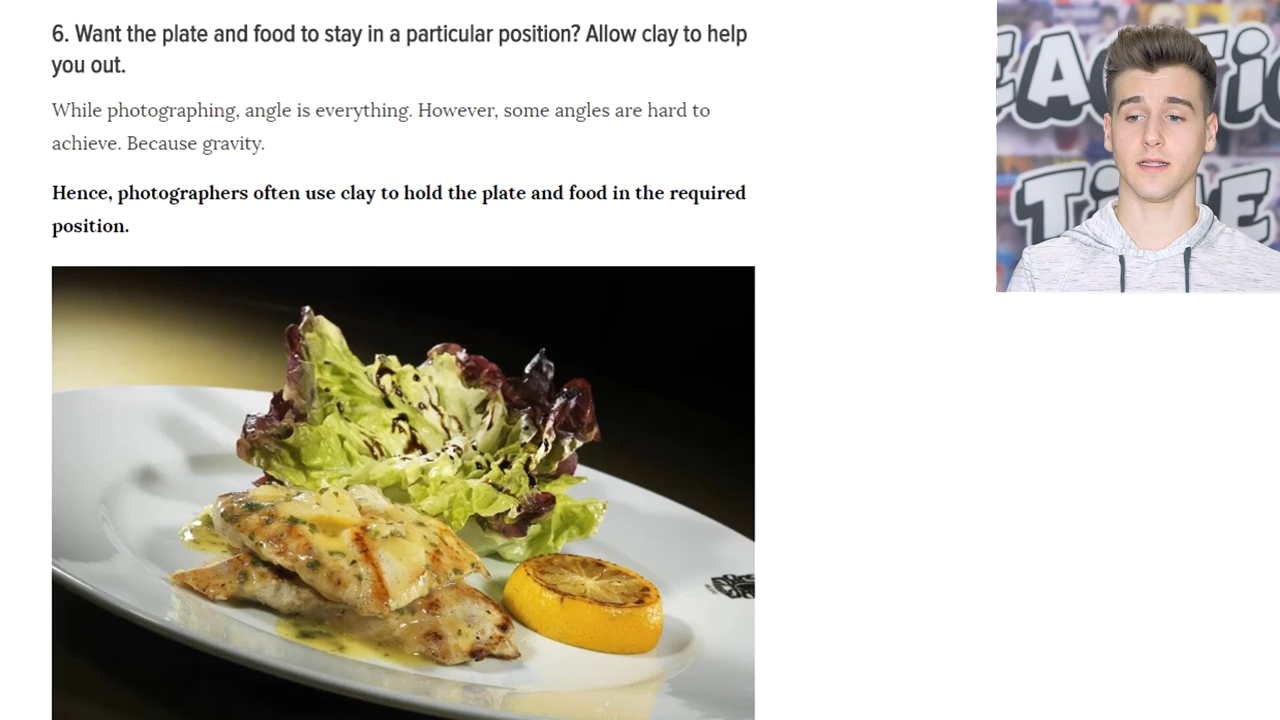 6. Want the plate and food to stay in a particular position? Allow clay to help
you out.
While photographing, angle is everything. However, some angles are hard to
achieve. Because gravity.
Hence, photographers often use clay to hold the plate and food in the required
position.
EACTiO
TiME